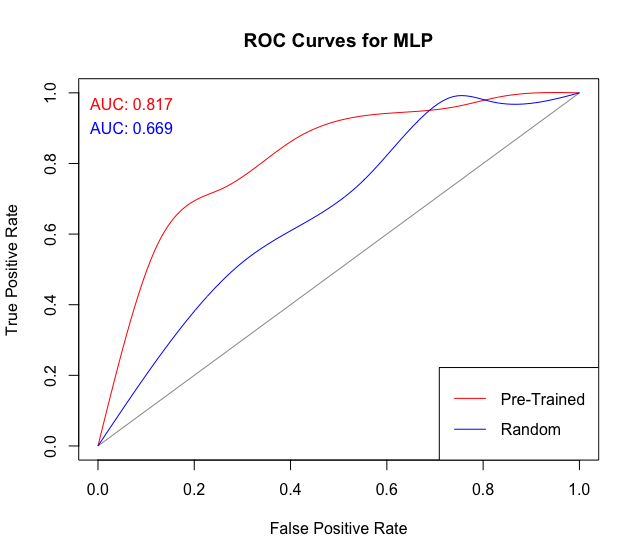 ROC Curves for MLP
AUC: 0.817
AUC: 0.669
True Positive Rate
1.0
0.8
0.6
0.4
0.2
0.0
Pre-Trained
Random
0.0 0.2 0.4 0.6 0.8 1.0
False Positive Rate